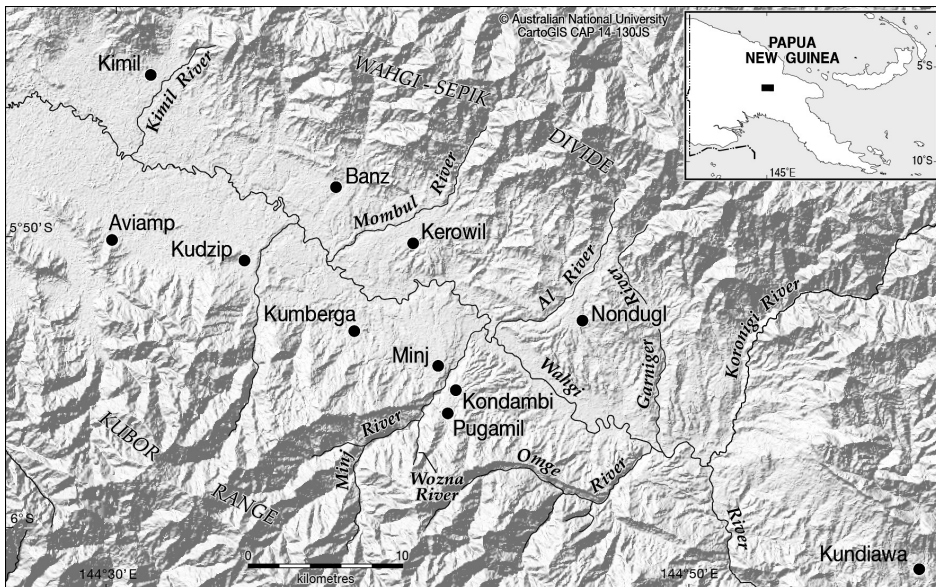 © Australian National University
CartoGIS CAP 14-130JS
PAPUA
NEW GUINEA
5°S
10°S
145°E
Kimil
Kimil River
WAHGI - SEPIK
DIVIDE
Banz
Mombul River
5°50´S
Aviamp
Kudzip
Kerowil
Al River
Garniger River
Koronigi River
Kumberga
Nondugl
Minj
Wahgi
Kondambi
Pugamil
KUBOR
RANGE
Minj River
Wozna
River
Omge River
River
6°S
0
10
kilometres
144°30´E
144°50´E
Kundiawa